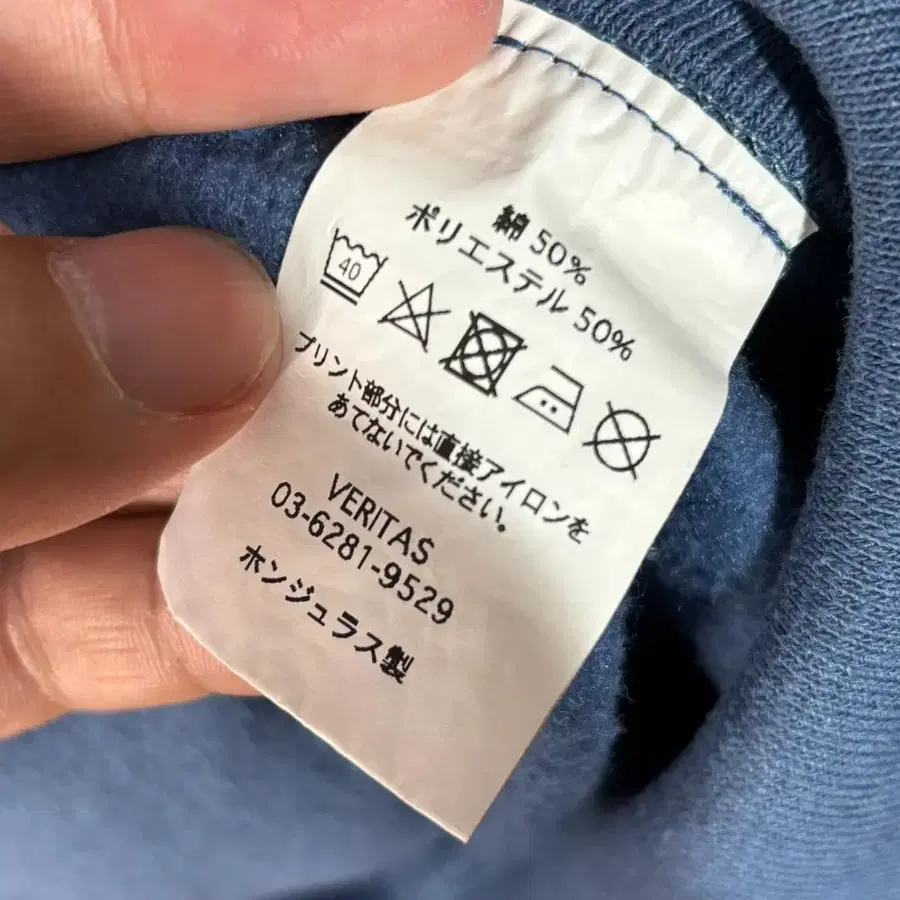 綿 50%
ポリエステル 50%
40
プリント部分には直接アイロンを
あてないでください。
VERITAS
03-6281-9529
ホンジュラス製